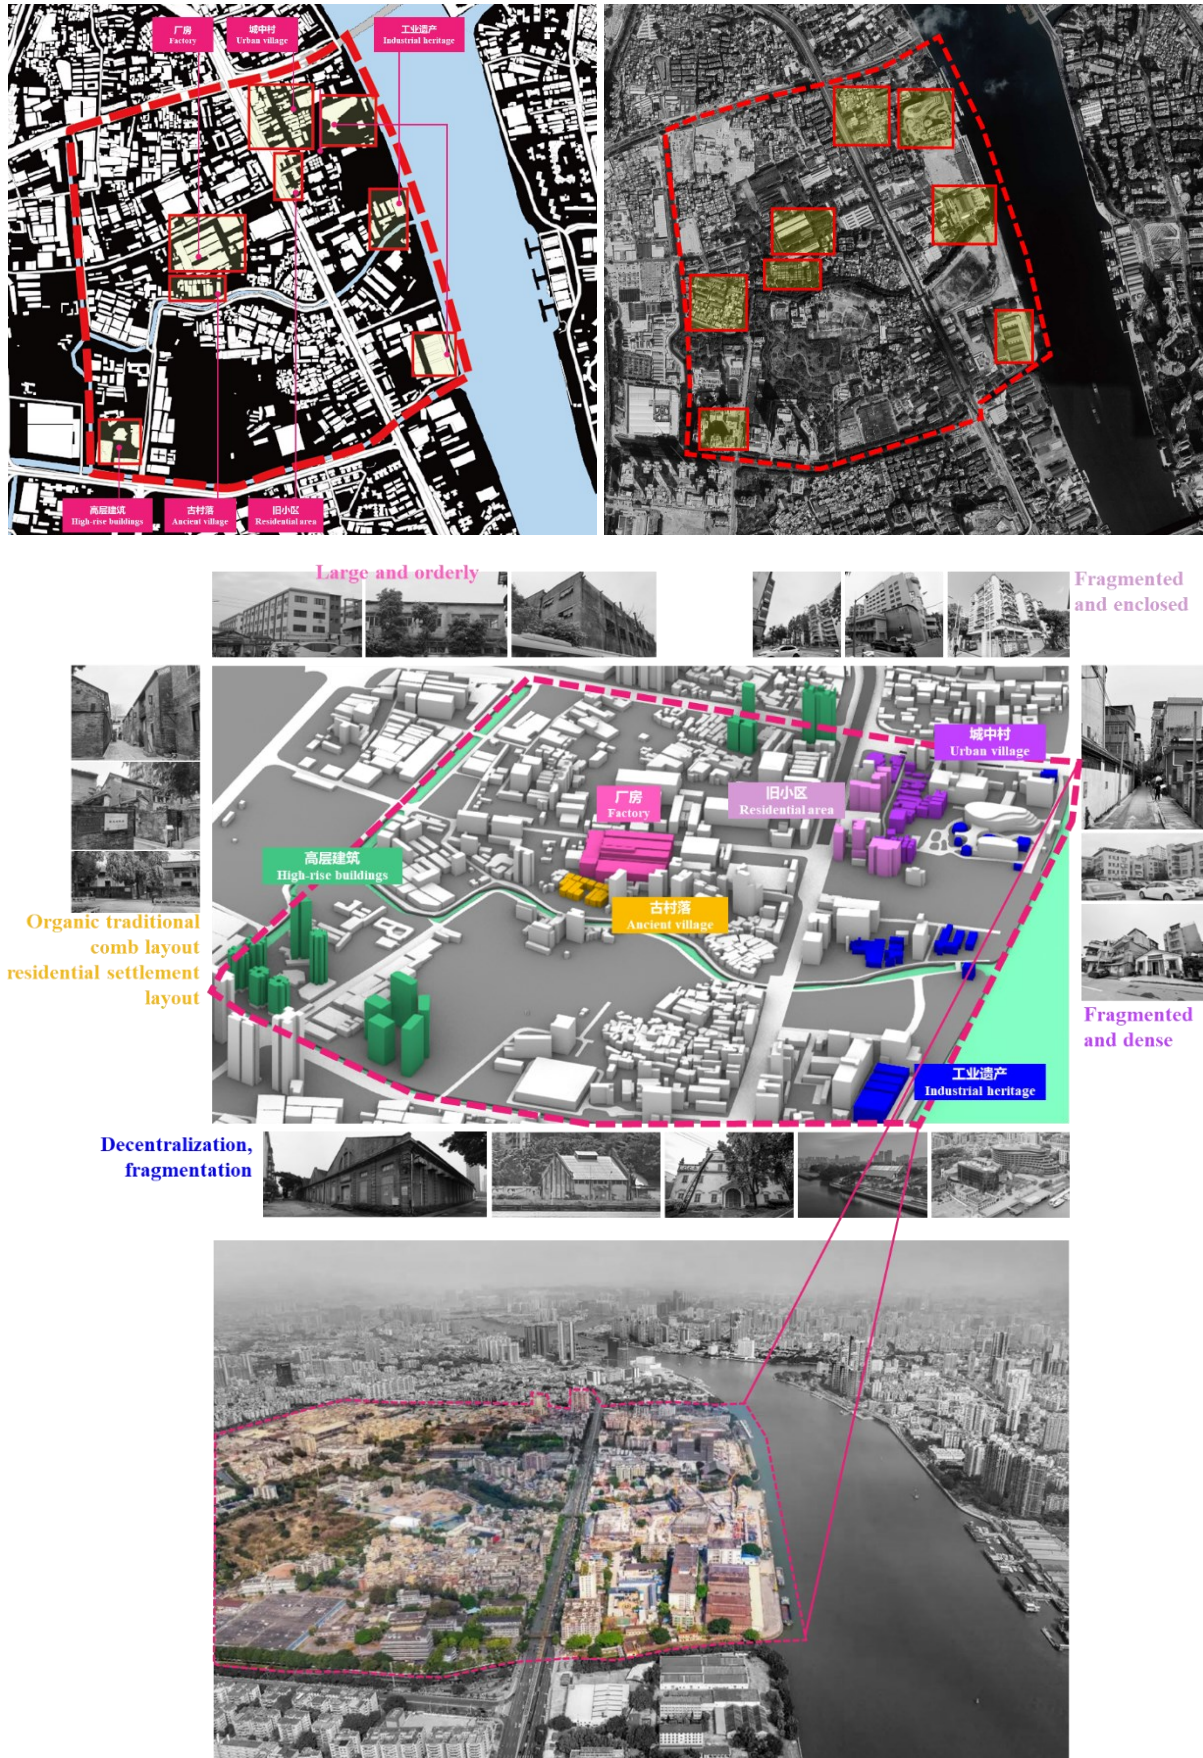 厂房
Factory
城中村
Urban village
工业遗产
Industrial heritage
高层建筑
High-rise buildings
古村落
Ancient village
旧小区
Residential area
Large and orderly
Fragmented
and enclosed
城中村
Urban village
旧小区
Residential area
厂房
Factory
高层建筑
High-rise buildings
古村落
Ancient village
Organic traditional
comb layout
residential settlement
layout
Fragmented
and dense
工业遗产
Industrial heritage
Decentralization,
fragmentation